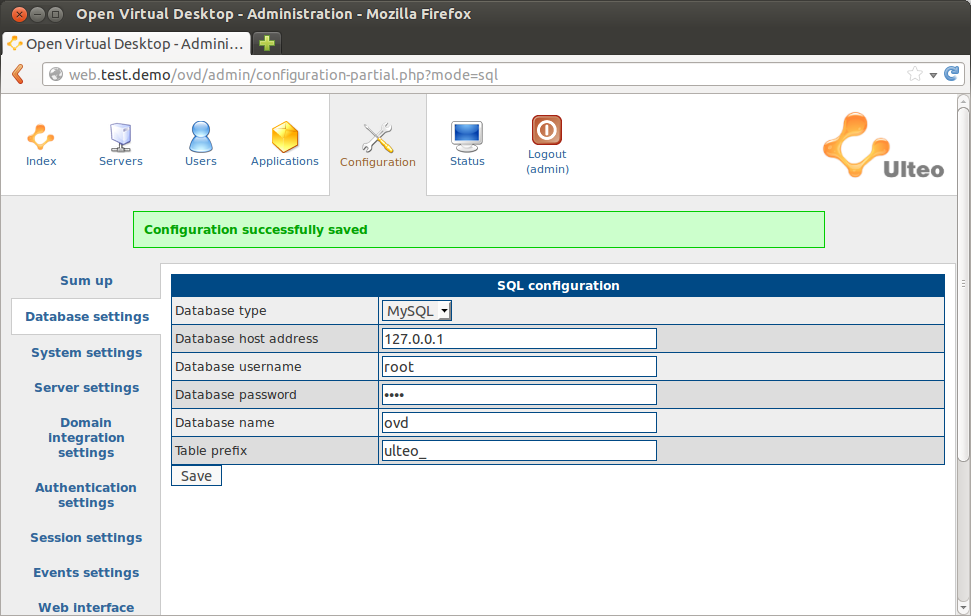 Open Virtual Desktop - Administration - Mozilla Firefox
Open Virtual Desktop - Admini...
web.test.demo/ovd/admin/configuration-partial.php?mode=sql
Index
Servers
Users
Applications
Configuration
Status
Logout
(admin)
Ulteo
Configuration successfully saved
Sum up
Database settings
System settings
Server settings
Domain
integration
settings
Authentication
settings
Session settings
Events settings
Web interface
SQL configuration
Database type
MySQL
Database host address
127.0.0.1
Database username
root
Database password
••••
Database name
ovd
Table prefix
ulteo_
Save